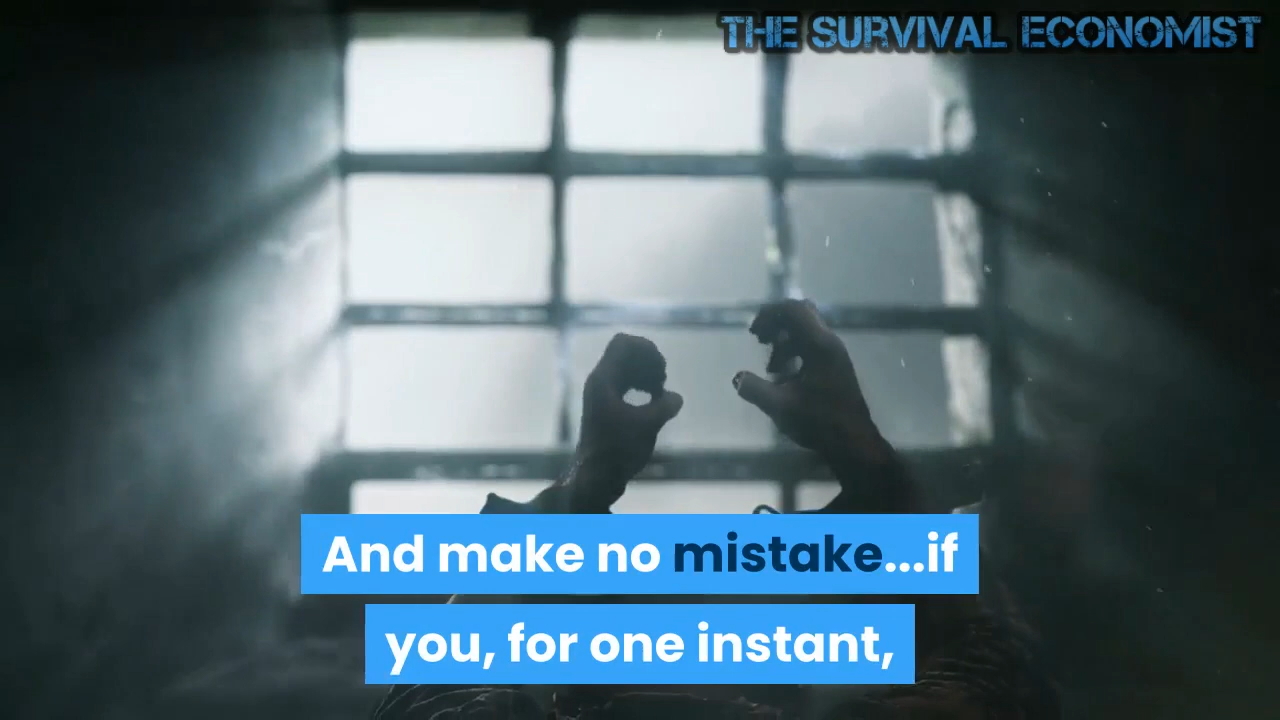 THE SURVIVAL ECONOMIST
And make no mistake...if
you, for one instant,